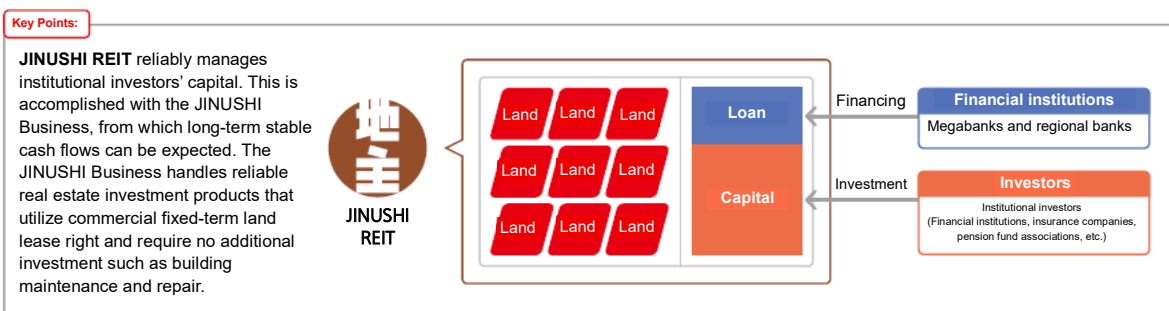 Key Points:
JINUSHI REIT reliably manages
institutional investors' capital. This is
accomplished with the JINUSHI
Business, from which long-term stable
cash flows can be expected. The
JINUSHI Business handles reliable
real estate investment products that
utilize commercial fixed-term land
lease right and require no additional
investment such as building
maintenance and repair.
地主
JINUSHI
REIT
Land Land Land
Land Land Land
Land Land Land
Loan
Capital
Financing
Investment
Financial institutions
Megabanks and regional banks
Investors
Institutional investors
(Financial institutions, insurance companies,
pension fund associations, etc.)